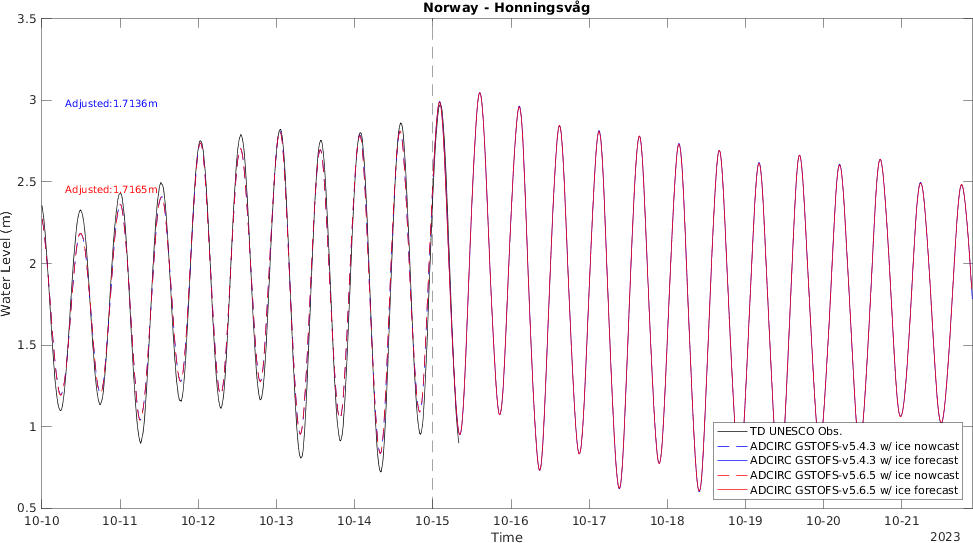 Norway - Honningsvåg
3.5
3
2.5
2
1.5
1
0.5
Water Level (m)
Adjusted:1.7136m
Adjusted:1.7165m
TD UNESCO Obs.
ADCIRC GSTOFS-v5.4.3 w/ ice nowcast
ADCIRC GSTOFS-v5.4.3 w/ ice forecast
ADCIRC GSTOFS-v5.6.5 w/ ice nowcast
ADCIRC GSTOFS-v5.6.5 w/ ice forecast
10-10 10-11 10-12 10-13 10-14 10-15 10-16 10-17 10-18 10-19 10-20 10-21
Time
2023